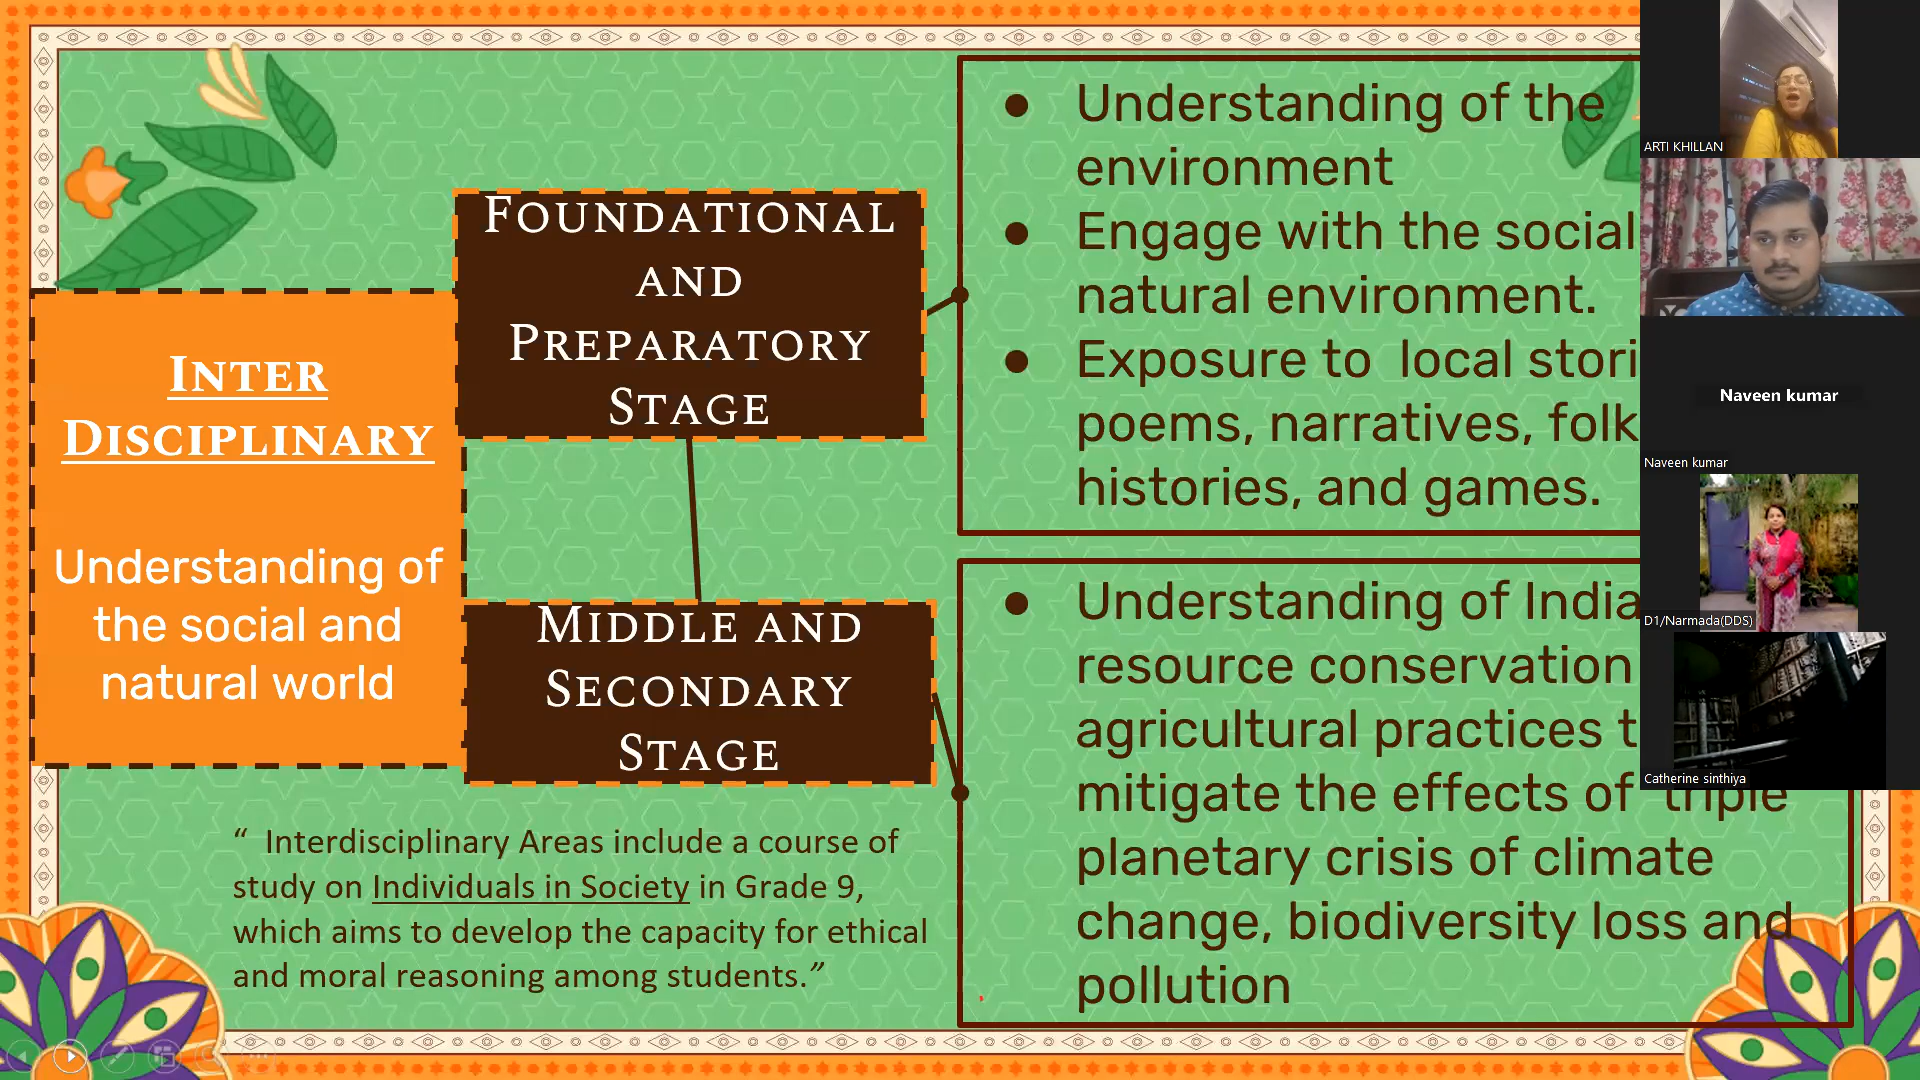 INTER
DISCIPLINARY
Understanding of
the social and
natural world
FOUNDATIONAL
AND
PREPARATORY
STAGE
MIDDLE AND
SECONDARY
STAGE
“ Interdisciplinary Areas include a course of
study on Individuals in Society in Grade 9,
which aims to develop the capacity for ethical
and moral reasoning among students.”
● Understanding of the
environment
● Engage with the social
natural environment.
● Exposure to local stori
poems, narratives, folk
histories, and games.
● Understanding of India
resource conservation
agricultural practices t
mitigate the effects of triple
planetary crisis of climate
change, biodiversity loss and
pollution
ARTI KHILLAN
Naveen kumar
Naveen kumar
D1/Narmada(DDS)
Catherine sinthiya